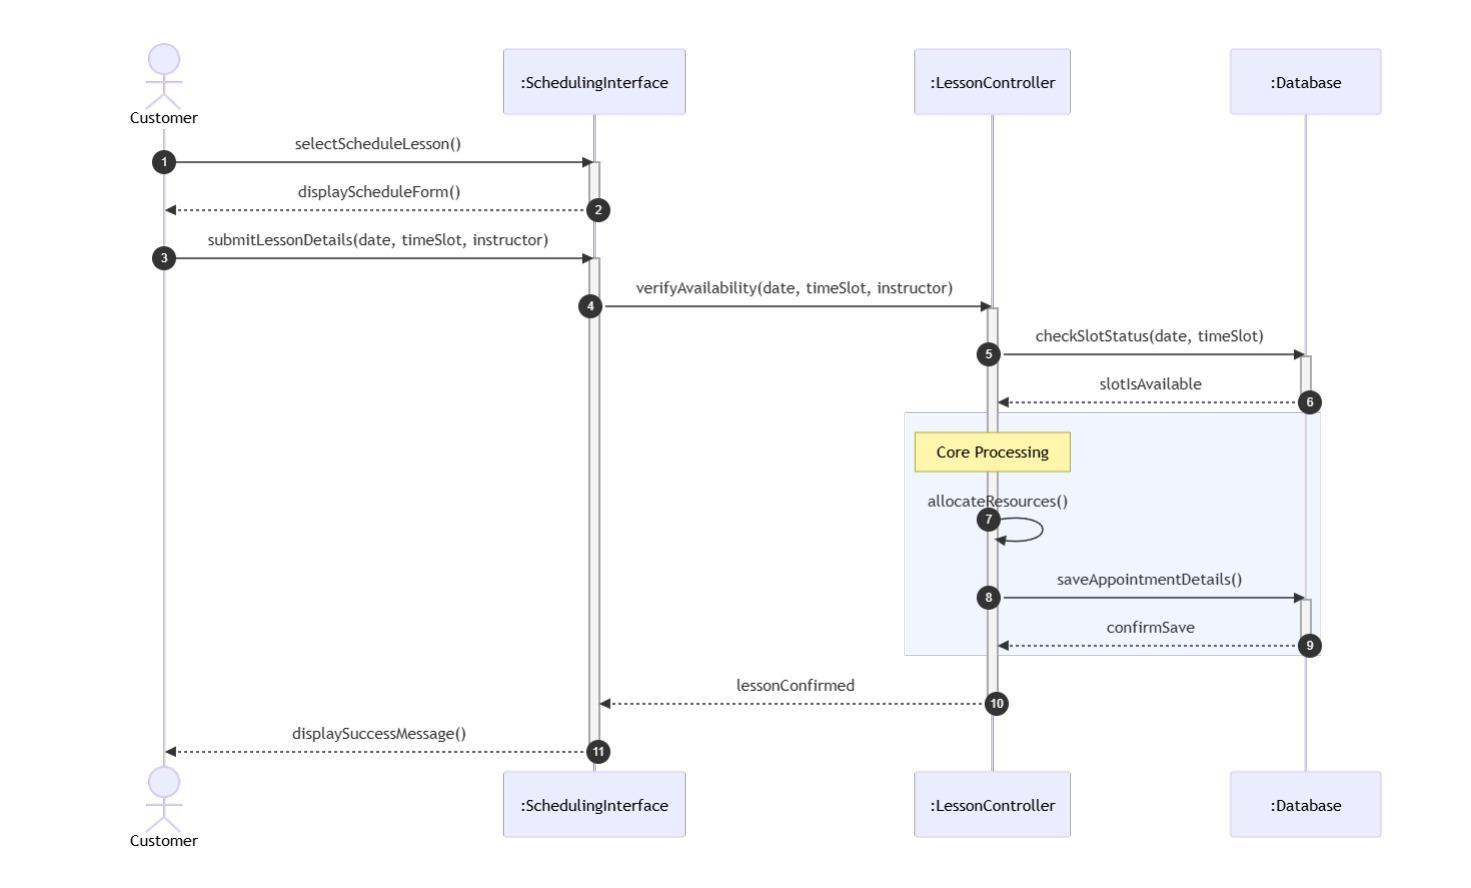 :SchedulingInterface
:LessonController
:Database
Customer
selectScheduleLesson()
1
displayScheduleForm()
2
submitLessonDetails(date, timeSlot, instructor)
3
verifyAvailability(date, timeSlot, instructor)
4
checkSlotStatus(date, timeSlot)
5
slotIsAvailable
6
Core Processing
allocateResources()
7
saveAppointmentDetails()
8
confirmSave
9
lessonConfirmed
10
displaySuccessMessage()
11
:SchedulingInterface
:LessonController
:Database
Customer